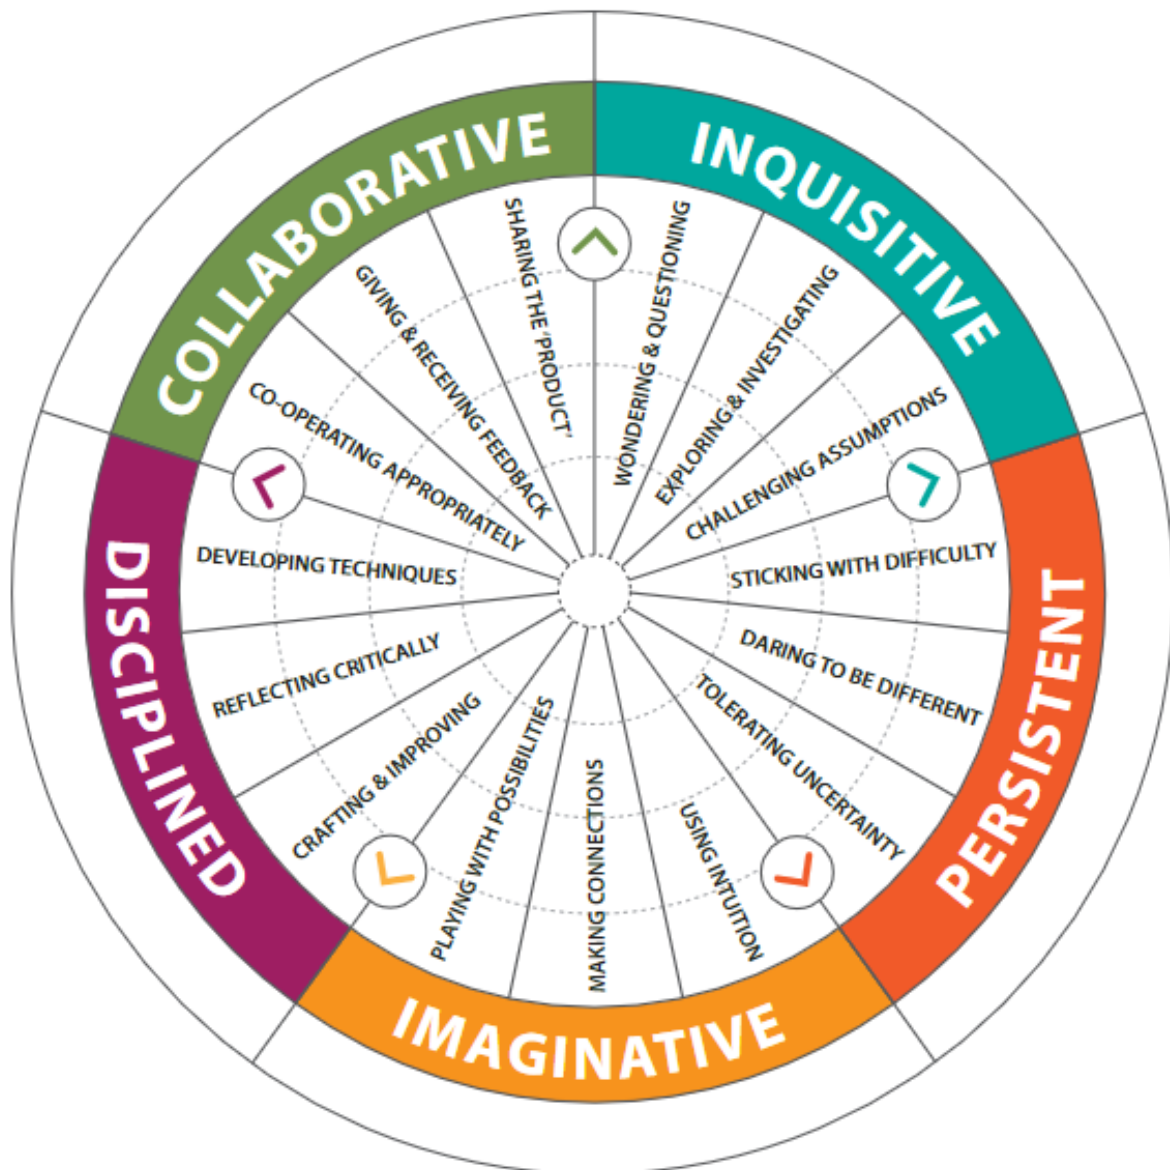 INQUISITIVE
WONDERING & QUESTIONING
EXPLORING & INVESTIGATING
CHALLENGING ASSUMPTIONS
PERSISTENT
STICKING WITH DIFFICULTY
DARING TO BE DIFFERENT
TOLERATING UNCERTAINTY
IMAGINATIVE
USING INTUITION
MAKING CONNECTIONS
PLAYING WITH POSSIBILITIES
DISCIPLINED
CRAFTING & IMPROVING
REFLECTING CRITICALLY
DEVELOPING TECHNIQUES
COLLABORATIVE
CO-OPERATING APPROPRIATELY
GIVING & RECEIVING FEEDBACK
SHARING THE 'PRODUCT'